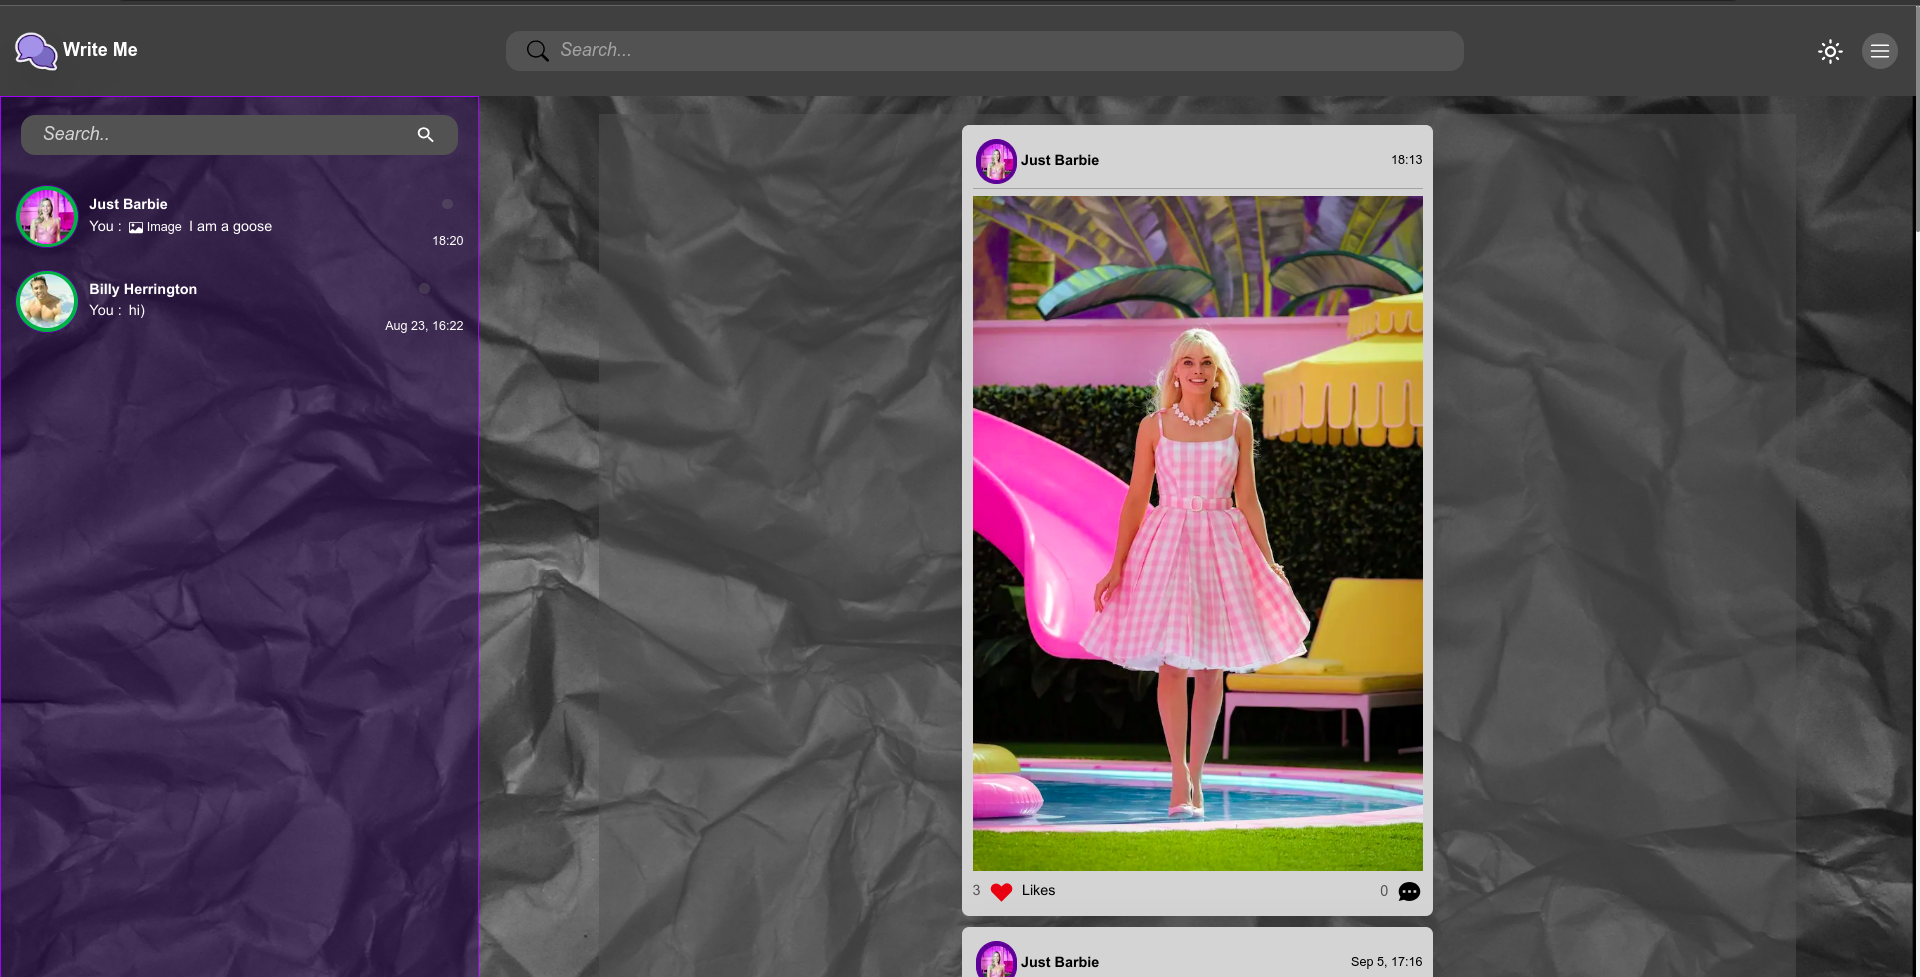 Write Me
Search...
Search..
Just Barbie
You : Image I am a goose
18:20
Billy Herrington
You : hi)
Aug 23, 16:22
Just Barbie 18:13
3 Likes 0
Just Barbie Sep 5, 17:16